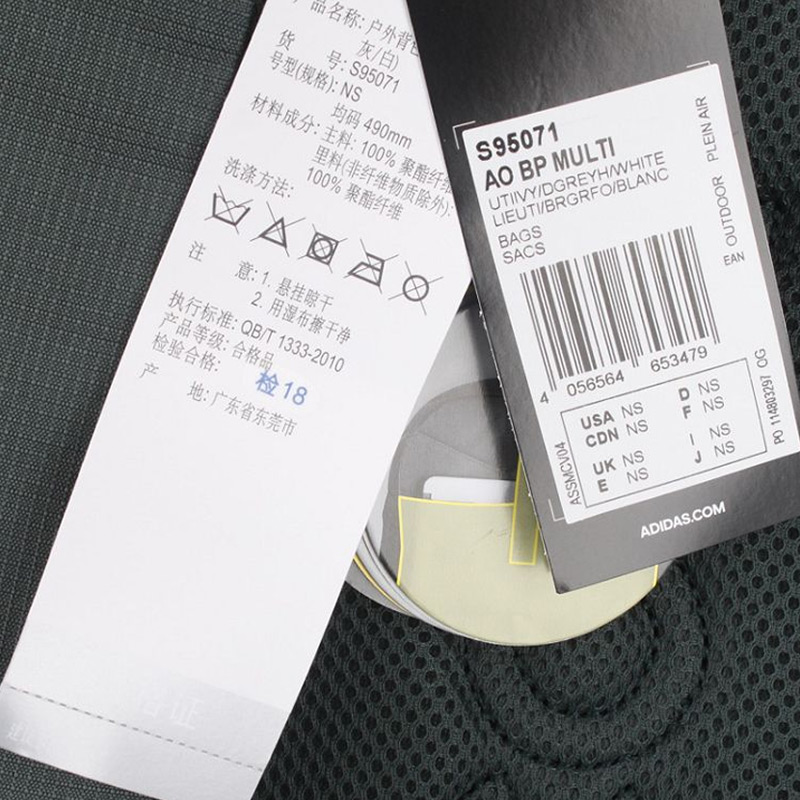 产品名称: 户外背包
灰/白)
货 号: S95071
号型(规格): NS
均码 490mm
材料成分: 主料: 100% 聚酯纤维
里料(非纤维物质除外):
100% 聚酯纤维
洗涤方法:
注 意: 1. 悬挂晾干
2. 用湿布擦干净
执行标准: QB/T 1333-2010
产品等级: 合格品
检验合格: 检18
产 地: 广东省东莞市
S95071
AO BP MULTI
UTIIVY/DGREYH/WHITE
LIEUTI/BRGRFO/BLANC
BAGS
SACS
EAN OUTDOOR PLEIN AIR
4 056564 653479
USA NS D NS
CDN NS F NS
UK NS I NS
E NS J NS
ASSMCV04
PO 114803297 OG
ADIDAS.COM